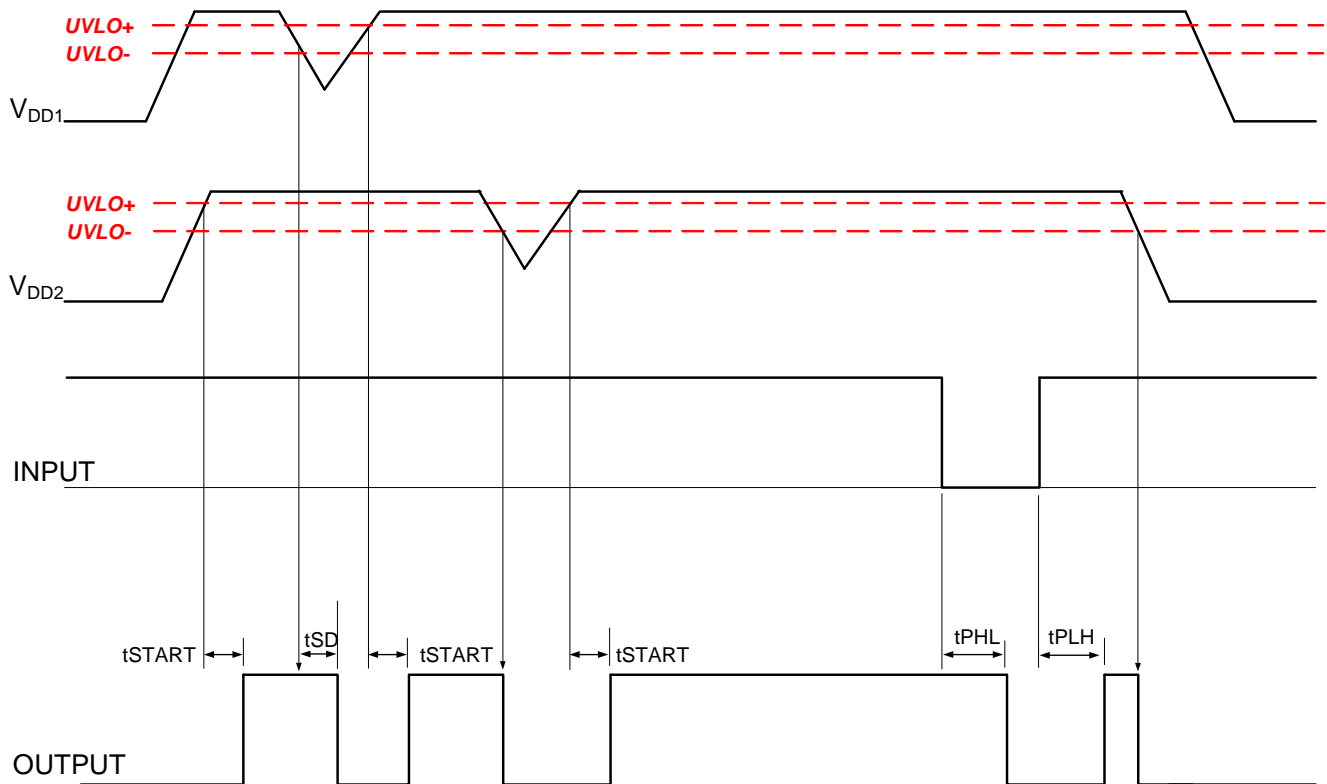 UVLO+
UVLO-
VDD1
UVLO+
UVLO-
VDD2
INPUT
tSTART
tSD
tSTART
tSTART
tPHL
tPLH
OUTPUT